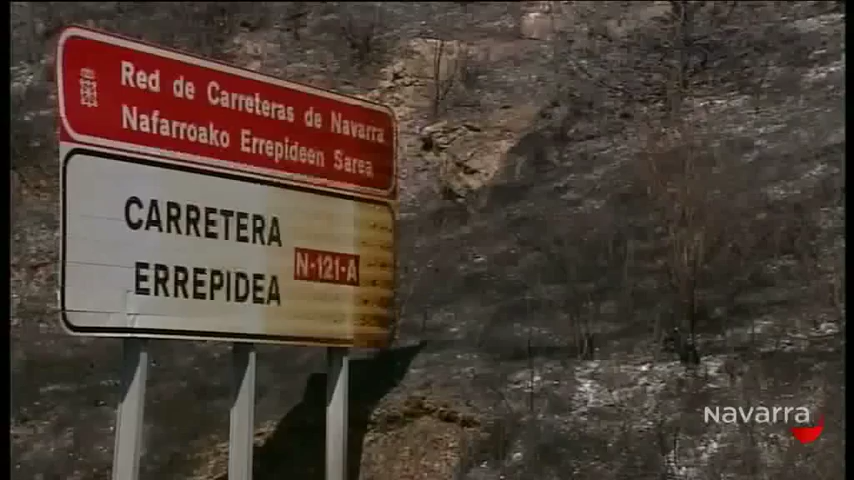 Red de Carreteras de Navarra
Nafarroako Errepideen Sarea
CARRETERA
ERREPIDEA
N-121-A
Navarra